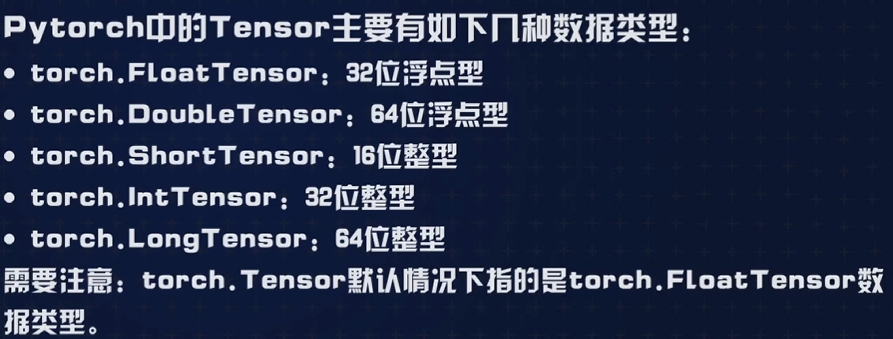 Pytorch中的Tensor主要有如下几种数据类型：
• torch.FloatTensor：32位浮点型
• torch.DoubleTensor：64位浮点型
• torch.ShortTensor：16位整型
• torch.IntTensor：32位整型
• torch.LongTensor：64位整型
需要注意：torch.Tensor默认情况下指的是torch.FloatTensor数
据类型。